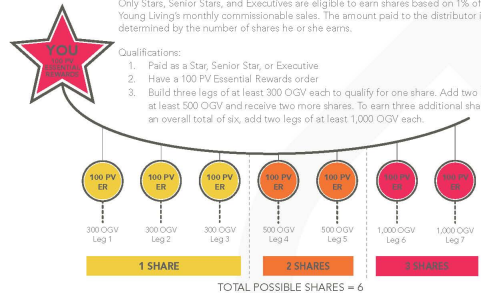 Only Stars, Senior Stars, and Executives are eligible to earn shares based on 1% of
Young Living's monthly commissionable sales. The amount paid to the distributor i
determined by the number of shares he or she earns.
Qualifications:
1. Paid as a Star, Senior Star, or Executive
2. Have a 100 PV Essential Rewards order
3. Build three legs of at least 300 OGV each to qualify for one share. Add two
at least 500 OGV and receive two more shares. To earn three additional sha
an overall total of six, add two legs of at least 1,000 OGV each.
YOU
100 PV
ESSENTIAL
REWARDS
100 PV ER
100 PV ER
100 PV ER
100 PV ER
100 PV ER
100 PV ER
100 PV ER
300 OGV Leg 1
300 OGV Leg 2
300 OGV Leg 3
500 OGV Leg 4
500 OGV Leg 5
1,000 OGV Leg 6
1,000 OGV Leg 7
1 SHARE
2 SHARES
SHARES
TOTAL POSSIBLE SHARES = 6